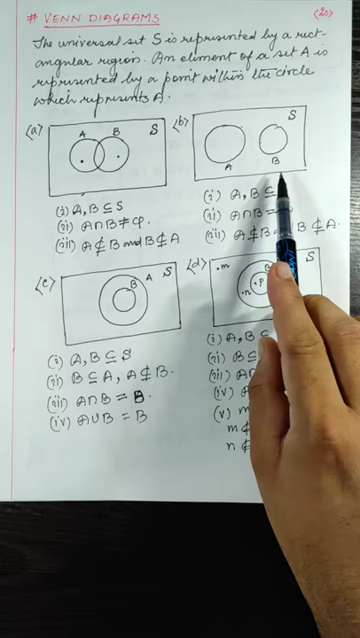 # VENN DIAGRAMS
(20)
The universal set S is represented by a rect-
angular region. An element of a set A is
represented by a point within the circle
which represents A.
(a) A B S
(i) A, B ⊆ S
(ii) A ∩ B ≠ φ.
(iii) A ⊄ B and B ⊄ A
(b) S A B
(i) A, B ⊆
(ii) A ∩ B =
(iii) A ⊄ B B ⊄ A.
(c) B A S
(i) A, B ⊆ S
(ii) B ⊆ A, A ⊄ B.
(iii) A ∩ B = B.
(iv) A ∪ B = B
(d) m n P S
(i) A, B ⊆
(ii) B ⊆
(iii) A
(iv) A
(v) m
m ∉
n ∉